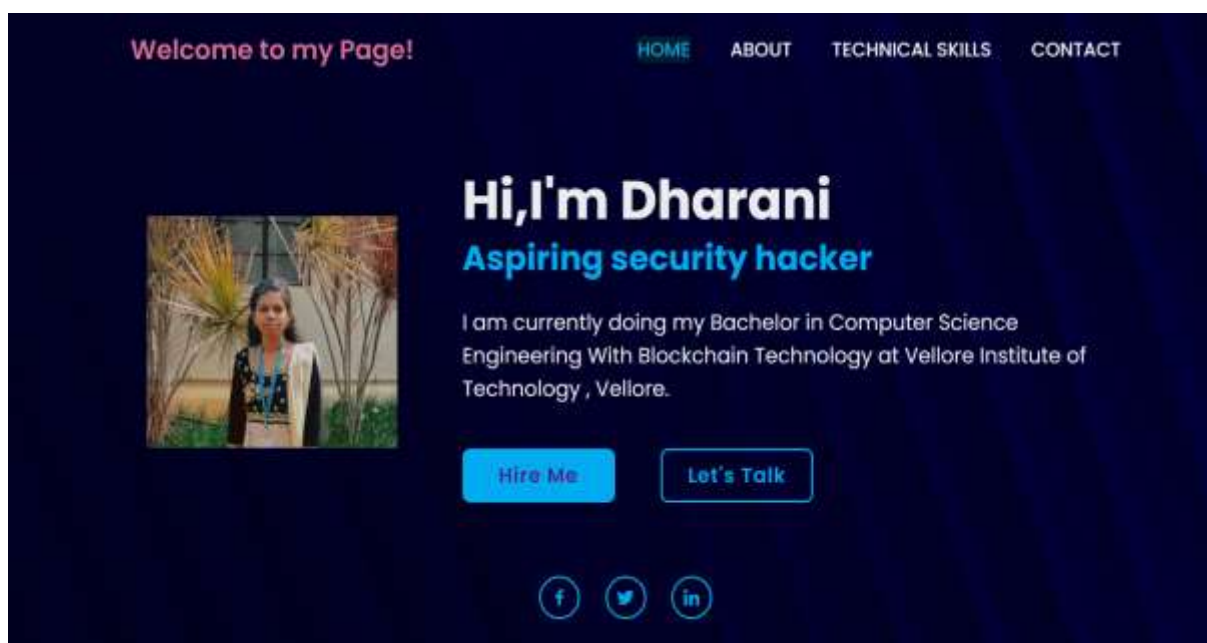 Welcome to my Page!
HOME ABOUT TECHNICAL SKILLS CONTACT
Hi,I'm Dharani
Aspiring security hacker
I am currently doing my Bachelor in Computer Science
Engineering With Blockchain Technology at Vellore Institute of
Technology , Vellore.
Hire Me
Let's Talk
f
in